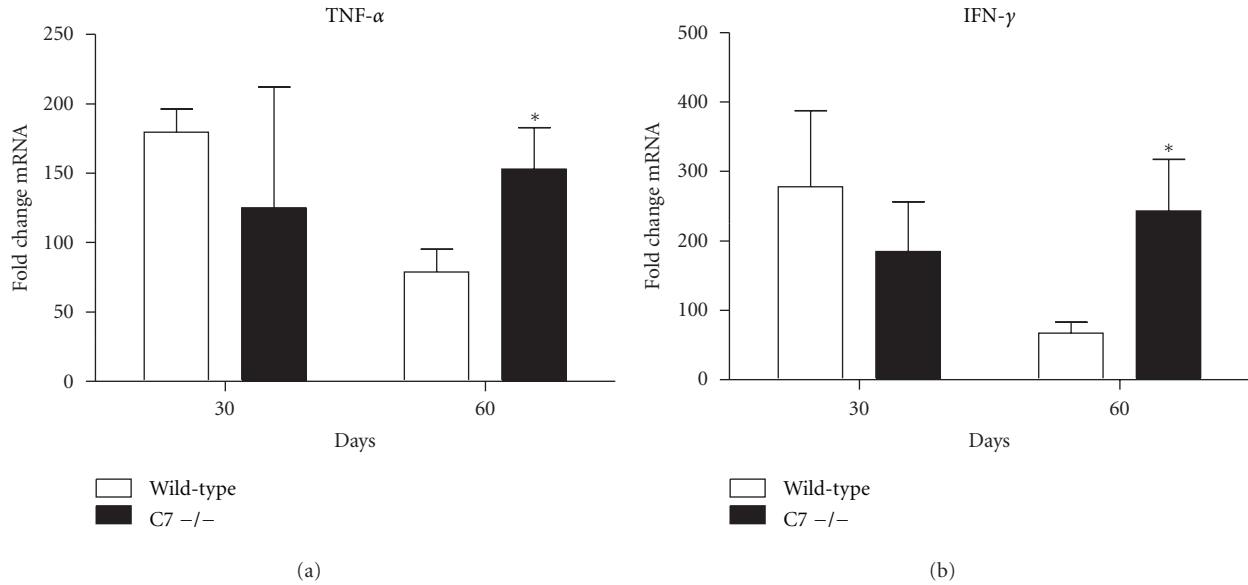 TNF-α
250
200
150
100
50
0
Fold change mRNA
*
30
60
Days
Wild-type
C7 −/−
(a)
IFN-γ
500
400
300
200
100
0
Fold change mRNA
*
30
60
Days
Wild-type
C7 −/−
(b)